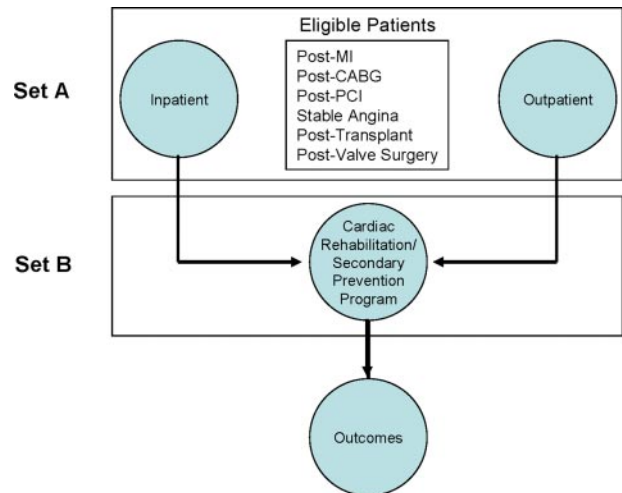 Eligible Patients
Set A
Inpatient
Post-MI
Post-CABG
Post-PCI
Stable Angina
Post-Transplant
Post-Valve Surgery
Outpatient
Set B
Cardiac
Rehabilitation/
Secondary
Prevention
Program
Outcomes